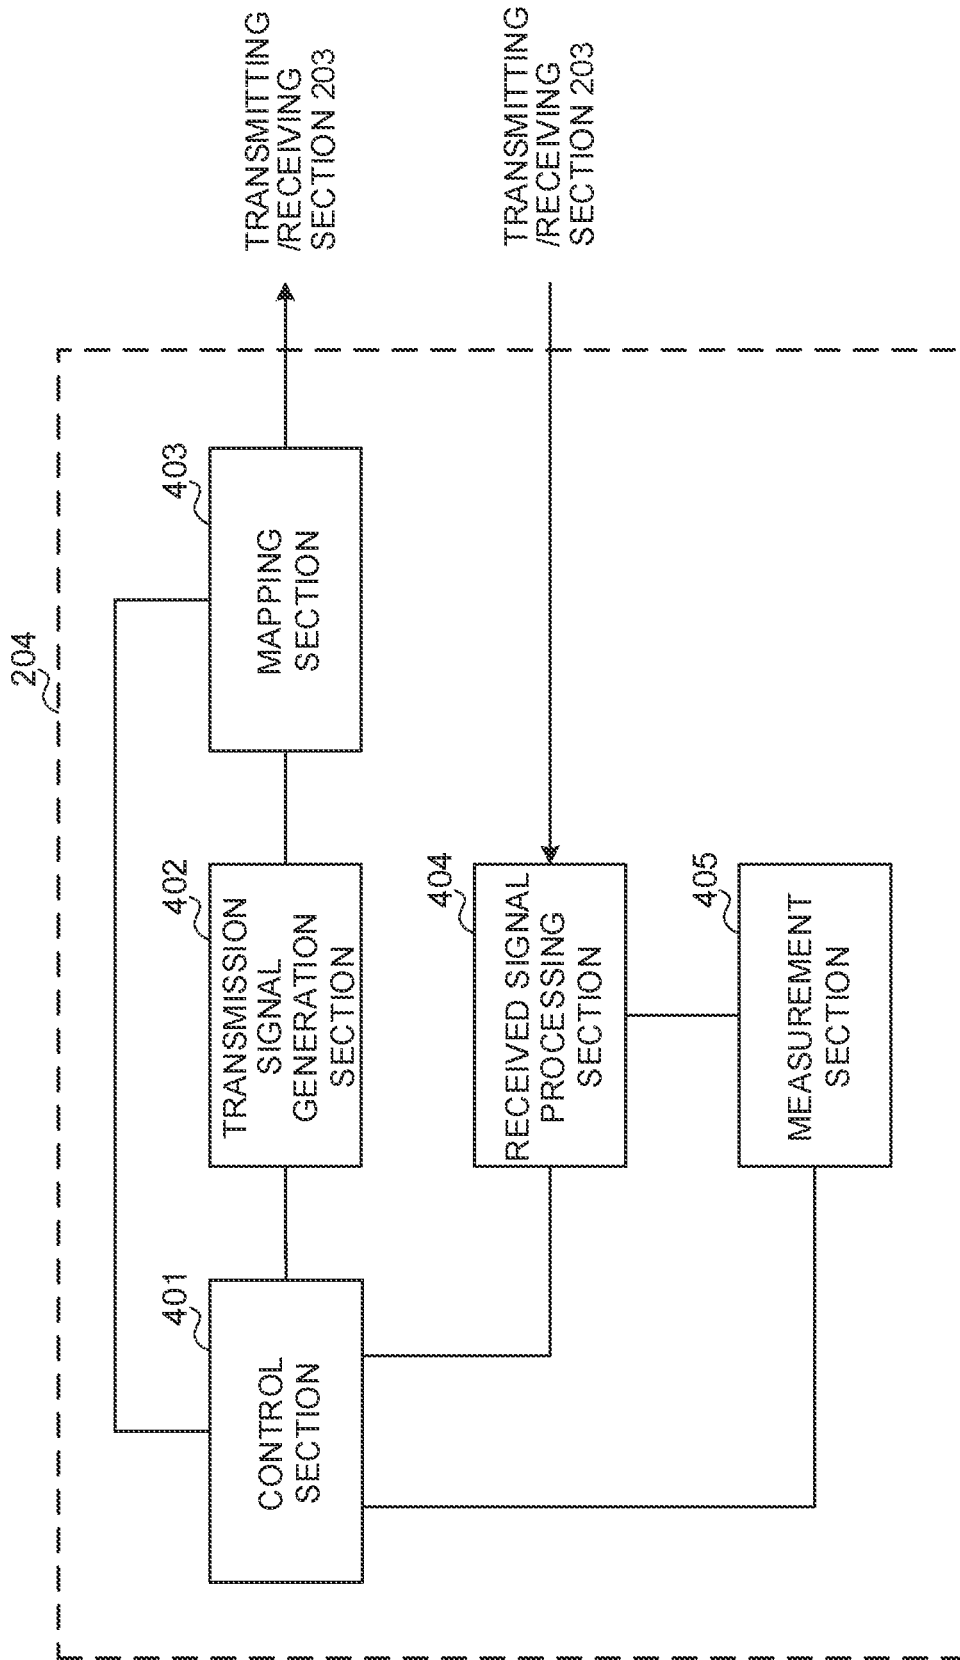 204
401
CONTROL
SECTION
402
TRANSMISSION
SIGNAL
GENERATION
SECTION
403
MAPPING
SECTION
TRANSMITTING
/RECEIVING
SECTION 203
404
RECEIVED SIGNAL
PROCESSING
SECTION
TRANSMITTING
/RECEIVING
SECTION 203
405
MEASUREMENT
SECTION